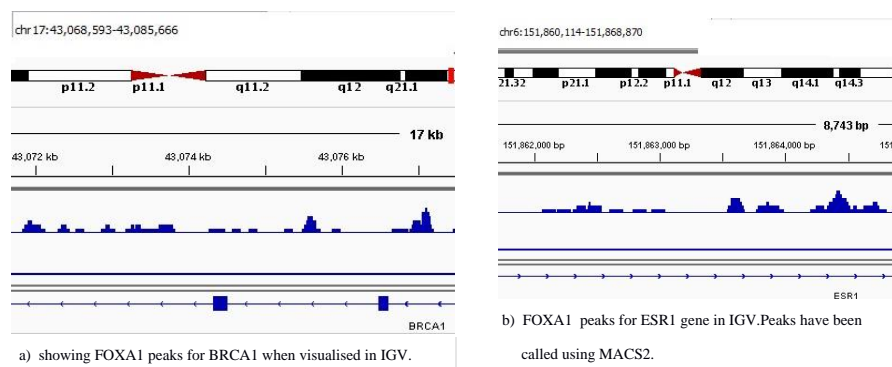 chr17:43,068,593-43,085,666
p11.2 p11.1 q11.2 q12 q21.1
17 kb
43,072 kb 43,074 kb 43,076 kb
BRCA1
a) showing FOXA1 peaks for BRCA1 when visualised in IGV.
chr6:151,860,114-151,868,870
21.32 p21.1 p12.2 p11.1 q12 q13 q14.1 q14.3
8,743 bp
151,862,000 bp 151,863,000 bp 151,864,000 bp 151
ESR1
b) FOXA1 peaks for ESR1 gene in IGV.Peaks have been
called using MACS2.